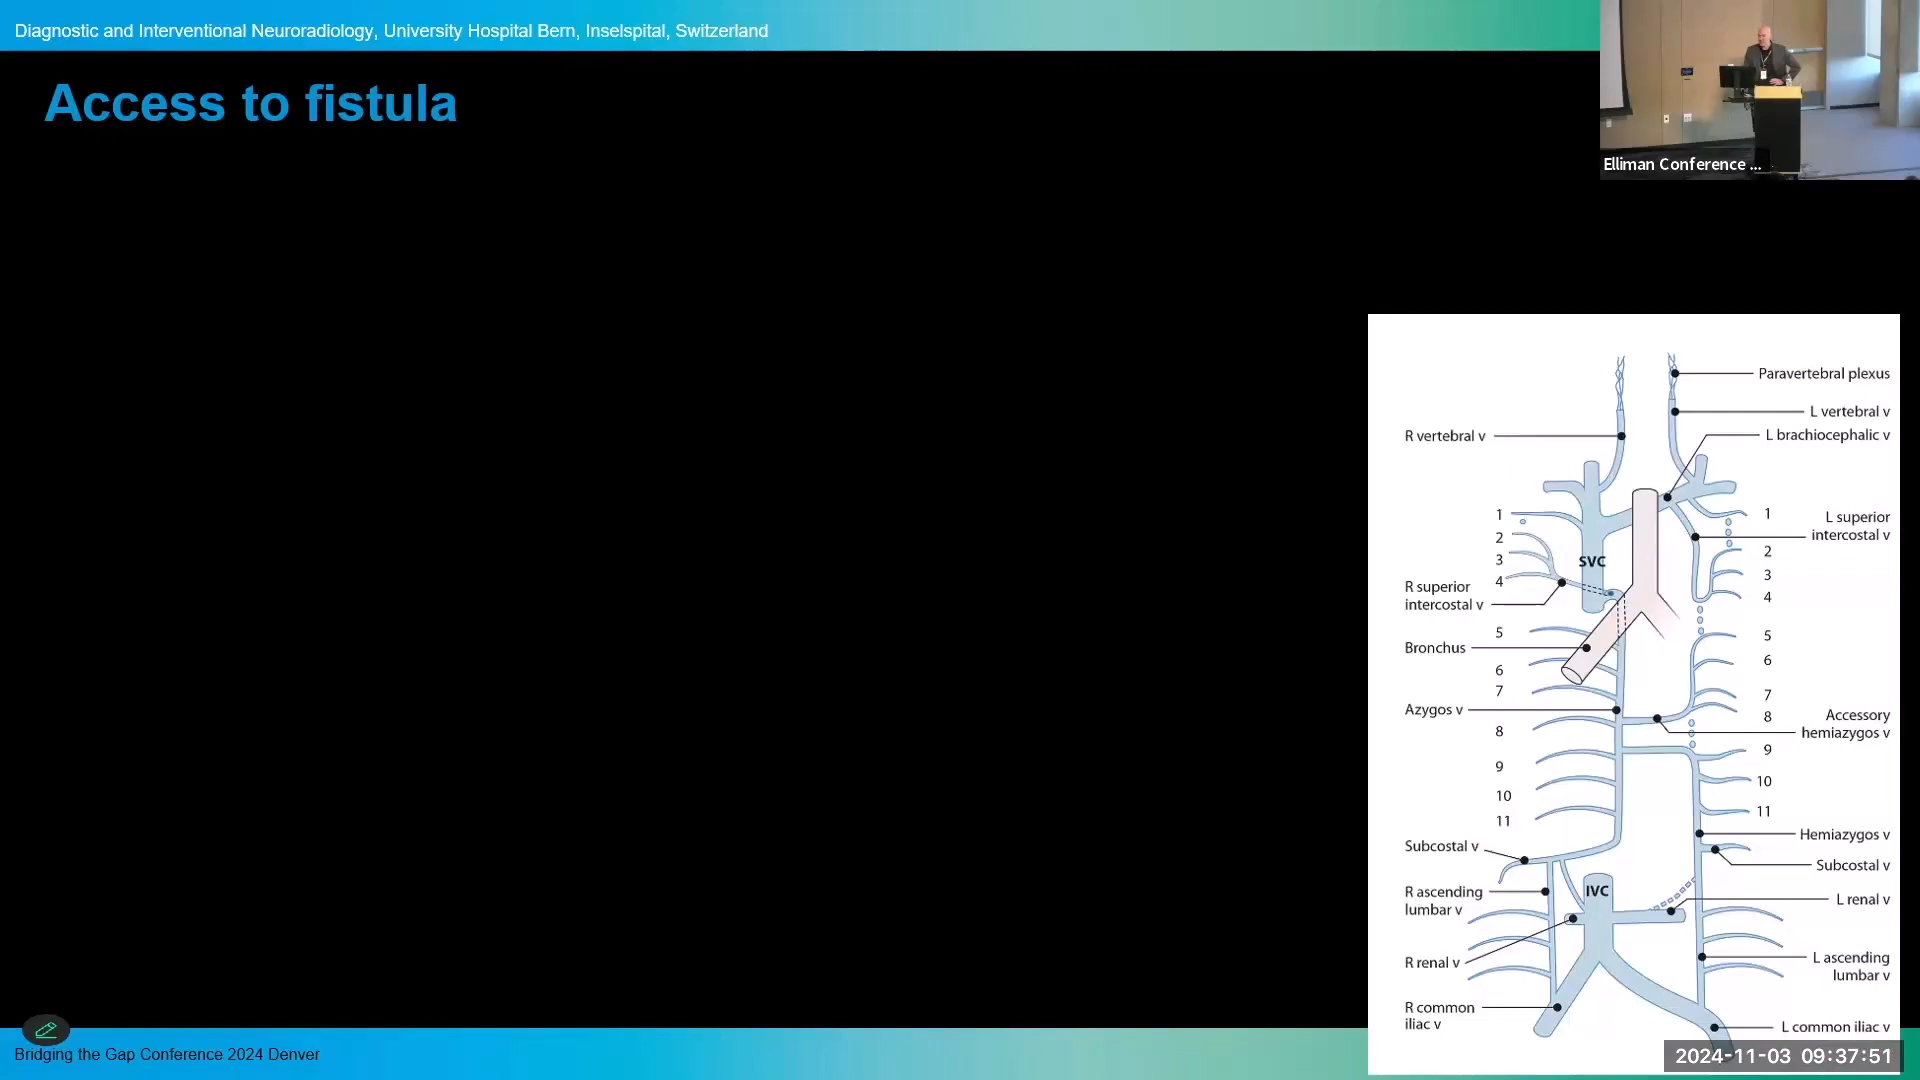 Diagnostic and Interventional Neuroradiology, University Hospital Bern, Inselspital, Switzerland
Access to fistula
Elliman Conference ...
Paravertebral plexus
L vertebral v
R vertebral v
L brachiocephalic v
1
2
3
4
SVC
1
L superior
intercostal v
2
3
4
R superior
intercostal v
5
Bronchus
6
7
5
6
7
8
Azygos v
8
9
10
11
Accessory
hemiazygos v
9
10
11
Subcostal v
Hemiazygos v
Subcostal v
R ascending
lumbar v
IVC
L renal v
R renal v
L ascending
lumbar v
R common
iliac v
L common iliac v
Bridging the Gap Conference 2024 Denver
2024-11-03 09:37:51